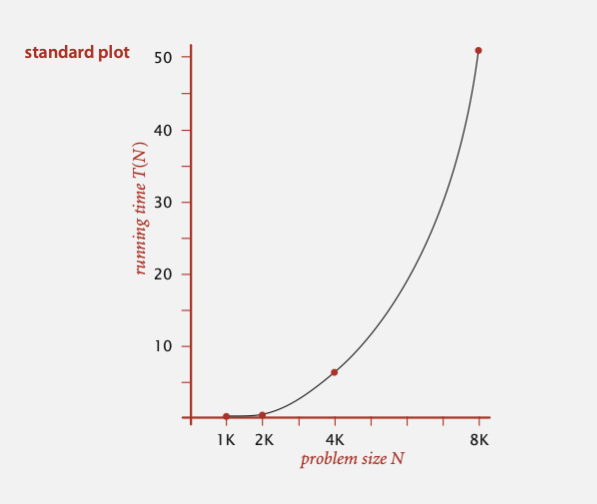 standard plot
50
40
30
20
10
running time T(N)
1K 2K 4K 8K
problem size N